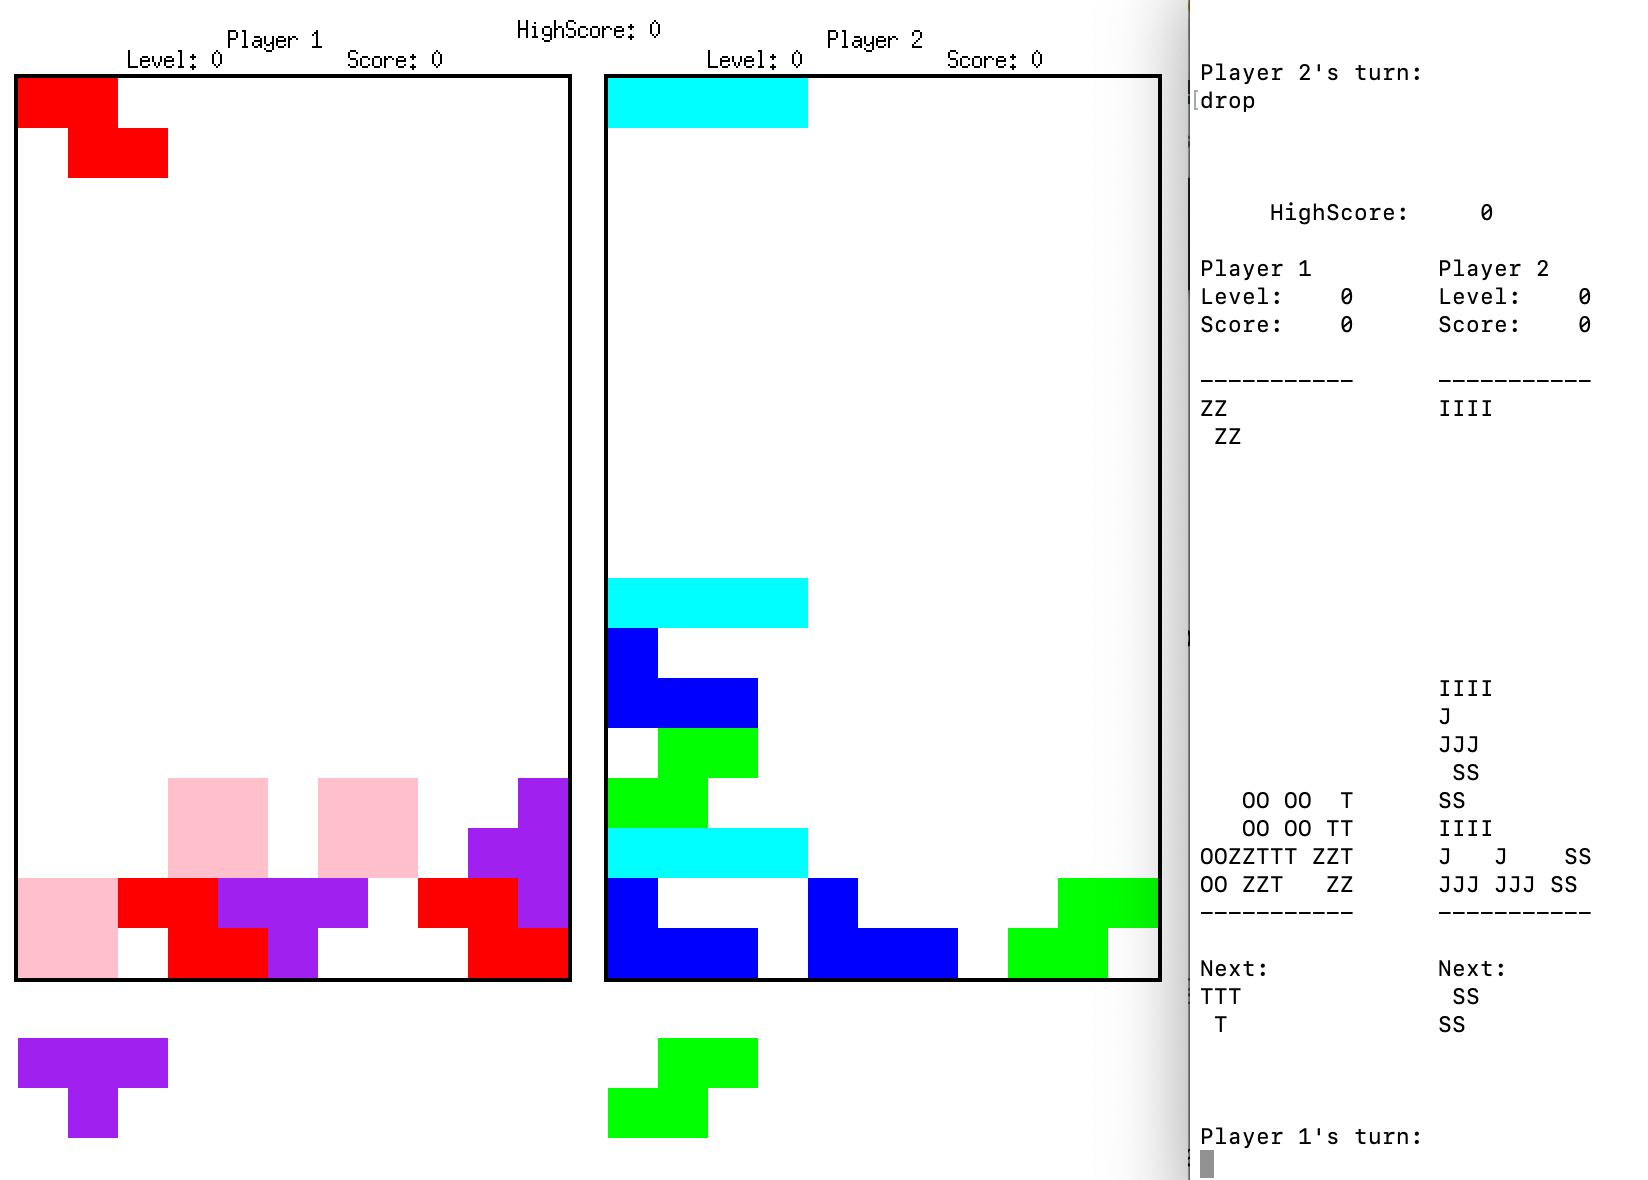 HighScore: 0
Player 1
Player 2
Level: 0 Score: 0
Level: 0 Score: 0
Player 2's turn:
drop
HighScore: 0
Player 1 Player 2
Level: 0 Level: 0
Score: 0 Score: 0
----------- -----------
ZZ IIII
 ZZ
IIII
J
JJJ
 SS
   OO OO  T SS
   OO OO TT IIII
OOZZTTT ZZT J   J    SS
OO ZZT   ZZ JJJ JJJ SS
----------- -----------
Next: Next:
TTT  SS
 T SS
Player 1's turn: